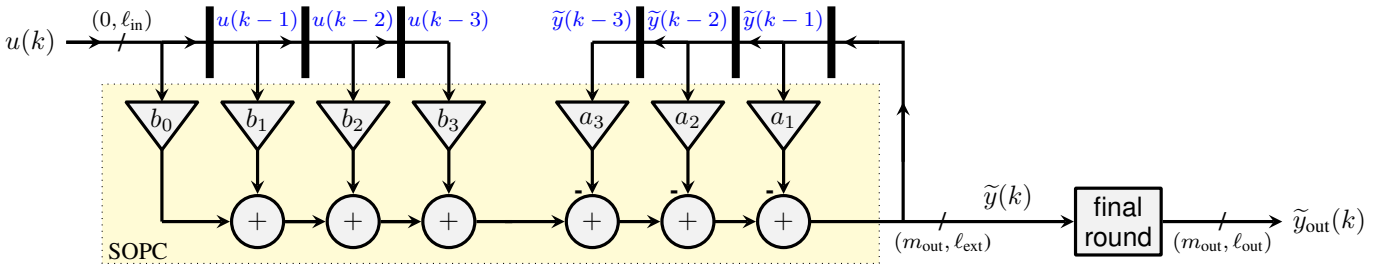 (0, ℓ_in) u(k − 1) u(k − 2) u(k − 3) ỹ(k − 3) ỹ(k − 2) ỹ(k − 1)
u(k)
b_0 b_1 b_2 b_3 a_3 a_2 a_1
- - -
+ + + + + + ỹ(k) final round ỹ_out(k)
SOPC (m_out, ℓ_ext) (m_out, ℓ_out)